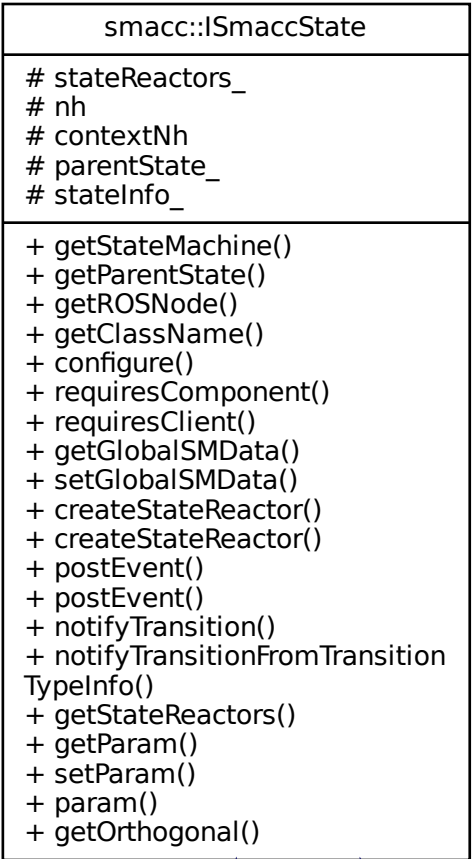 smacc::ISmaccState
# stateReactors_
# nh
# contextNh
# parentState_
# stateInfo_
+ getStateMachine()
+ getParentState()
+ getROSNode()
+ getClassName()
+ configure()
+ requiresComponent()
+ requiresClient()
+ getGlobalSMData()
+ setGlobalSMData()
+ createStateReactor()
+ createStateReactor()
+ postEvent()
+ postEvent()
+ notifyTransition()
+ notifyTransitionFromTransition
TypeInfo()
+ getStateReactors()
+ getParam()
+ setParam()
+ param()
+ getOrthogonal()